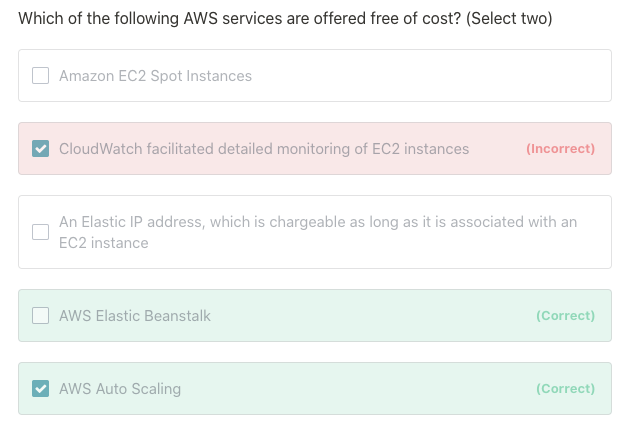 Which of the following AWS services are offered free of cost? (Select two)
Amazon EC2 Spot Instances
CloudWatch facilitated detailed monitoring of EC2 instances (Incorrect)
An Elastic IP address, which is chargeable as long as it is associated with an
EC2 instance
AWS Elastic Beanstalk (Correct)
AWS Auto Scaling (Correct)